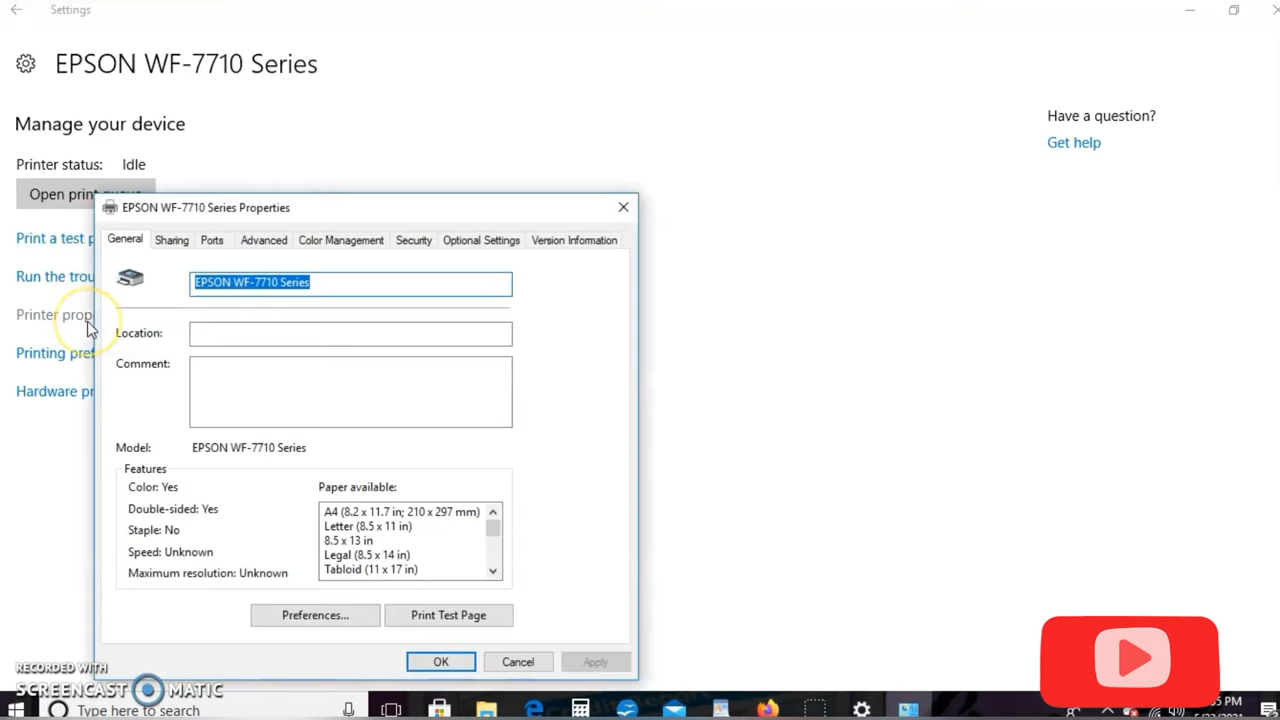 Settings
EPSON WF-7710 Series
Manage your device
Have a question?
Get help
Printer status: Idle
Open print
EPSON WF-7710 Series Properties
Print a test p
General Sharing Ports Advanced Color Management Security Optional Settings Version Information
Run the trou
EPSON WF-7710 Series
Printer prop
Location:
Printing pref
Comment:
Hardware pr
Model: EPSON WF-7710 Series
Features
Color: Yes
Paper available:
Double-sided: Yes
A4 (8.2 x 11.7 in; 210 x 297 mm)
Letter (8.5 x 11 in)
Staple: No
8.5 x 13 in
Speed: Unknown
Legal (8.5 x 14 in)
Maximum resolution: Unknown
Tabloid (11 x 17 in)
Preferences... Print Test Page
OK Cancel Apply
RECORDED WITH
SCREENCAST MATIC
Type here to search